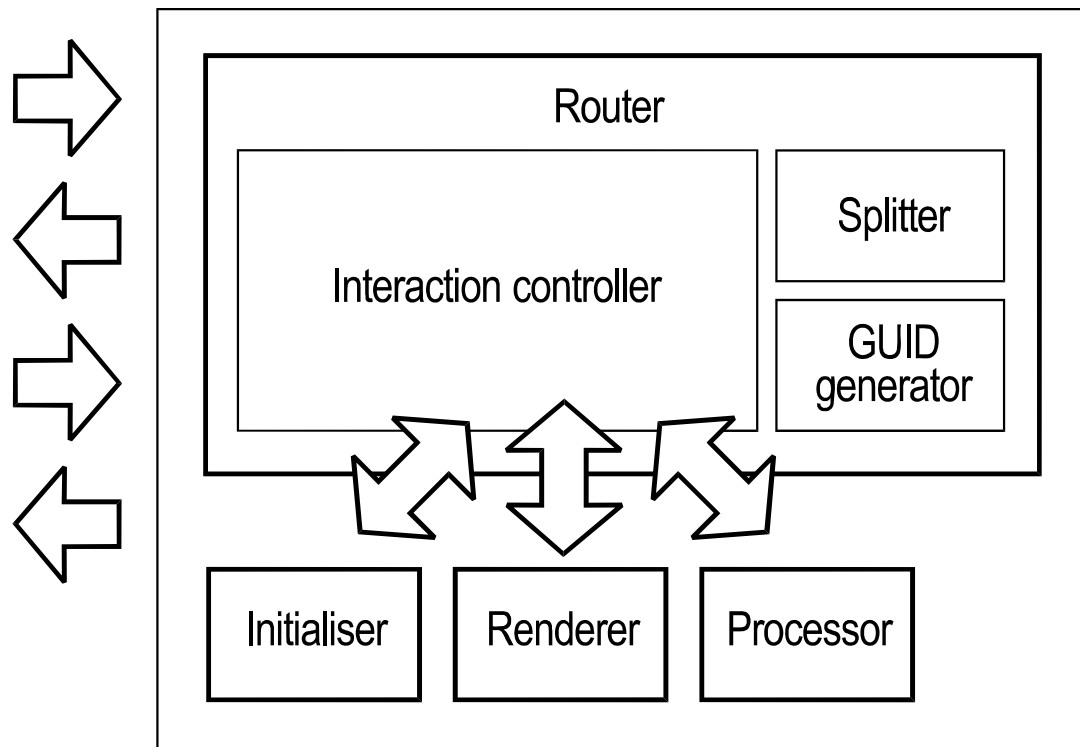 Router
Interaction controller
Splitter
GUID
generator
Initialiser
Renderer
Processor